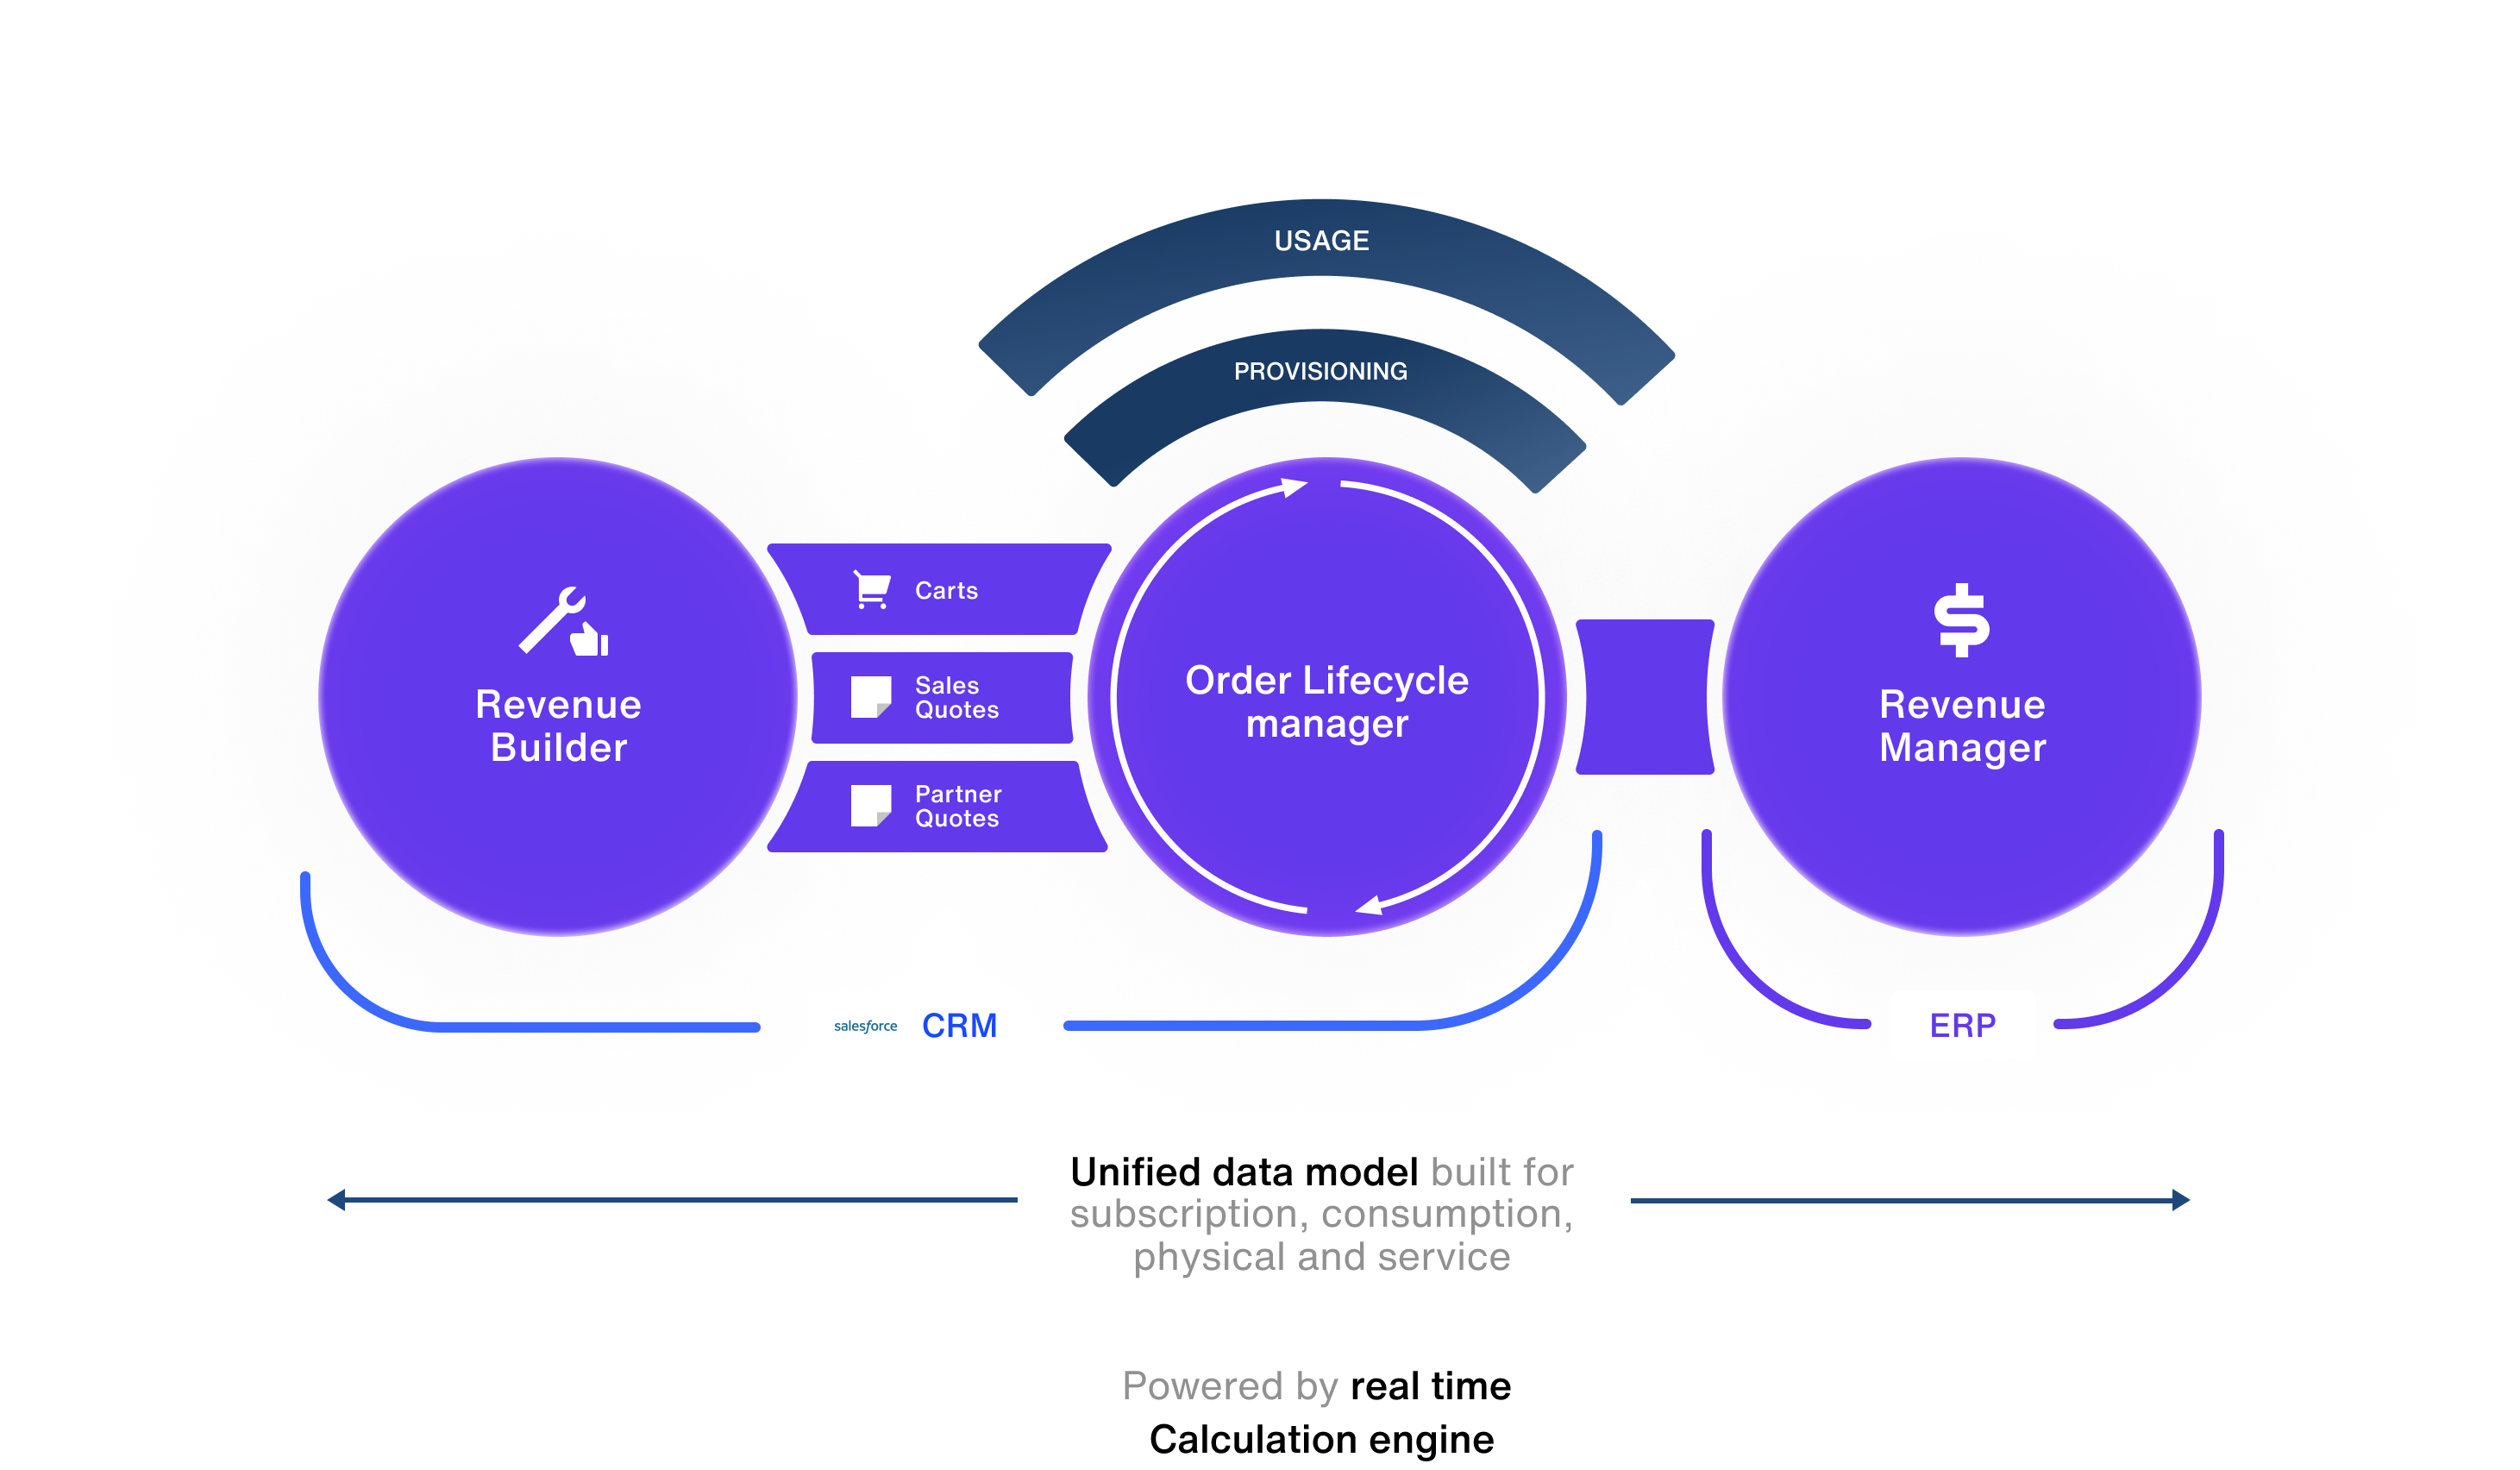 USAGE
PROVISIONING
Revenue
Builder
Carts
Sales
Quotes
Partner
Quotes
Order Lifecycle
manager
Revenue
Manager
salesforce CRM
ERP
Unified data model built for
subscription, consumption,
physical and service
Powered by real time
Calculation engine